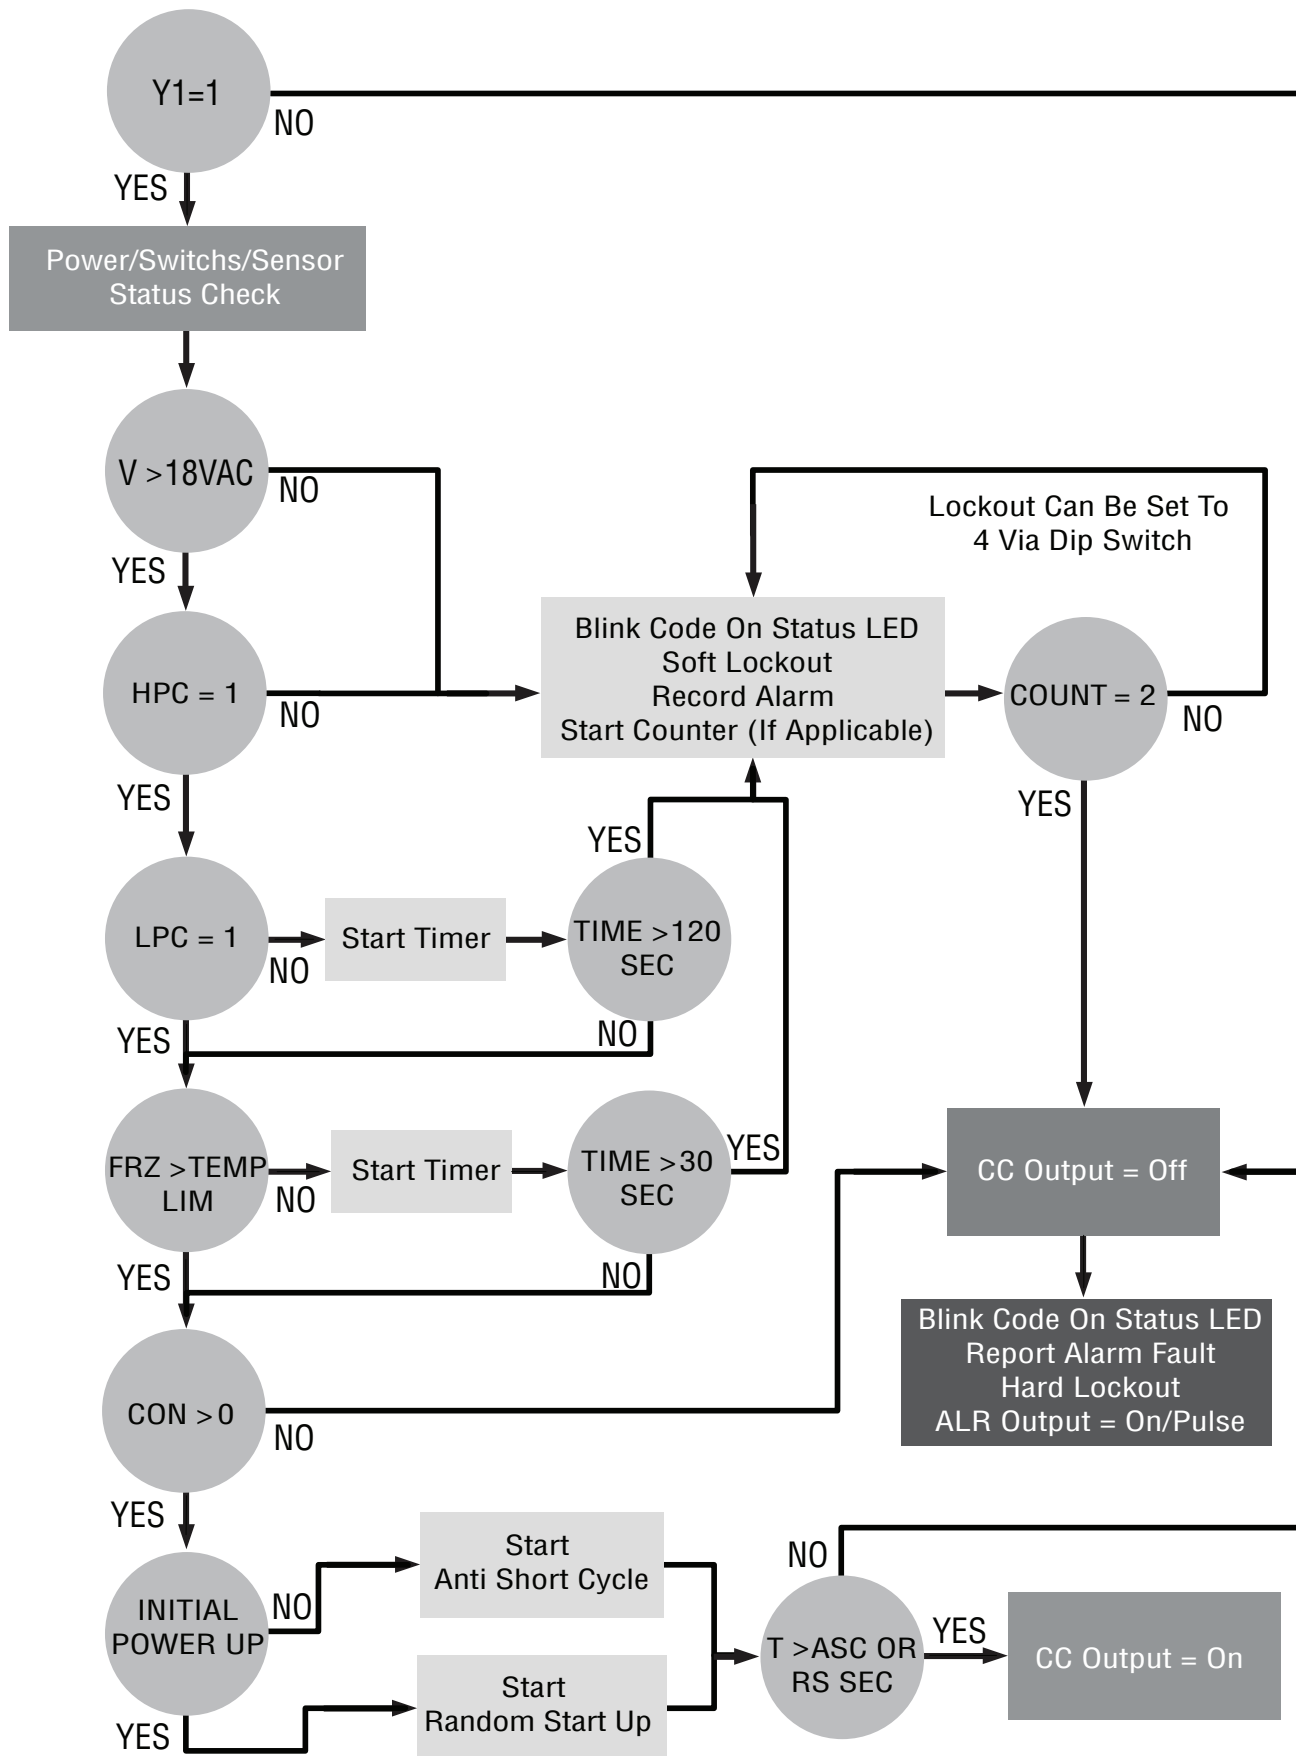 Y1=1
NO
YES
Power/Switchs/Sensor
Status Check
V >18VAC
NO
YES
Lockout Can Be Set To
4 Via Dip Switch
HPC = 1
NO
YES
Blink Code On Status LED
Soft Lockout
Record Alarm
Start Counter (If Applicable)
COUNT = 2
NO
YES
LPC = 1
NO
YES
Start Timer
TIME >120
SEC
YES
NO
FRZ >TEMP
LIM
NO
YES
Start Timer
TIME >30
SEC
YES
NO
CC Output = Off
Blink Code On Status LED
Report Alarm Fault
Hard Lockout
ALR Output = On/Pulse
CON >0
NO
YES
INITIAL
POWER UP
NO
YES
Start
Anti Short Cycle
Start
Random Start Up
T >ASC OR
RS SEC
NO
YES
CC Output = On